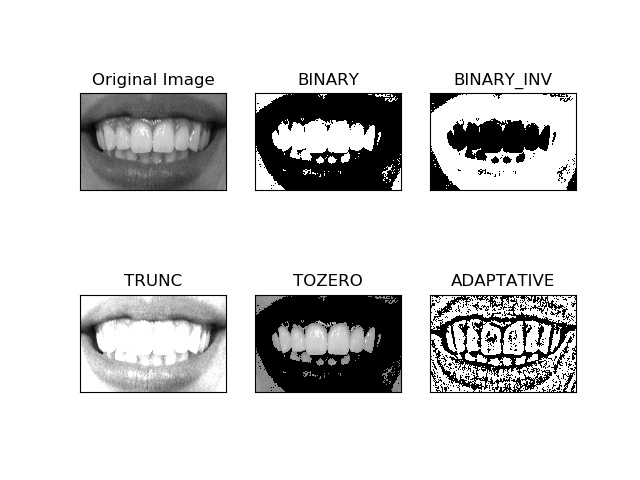 Original Image
BINARY
BINARY_INV
TRUNC
TOZERO
ADAPTATIVE